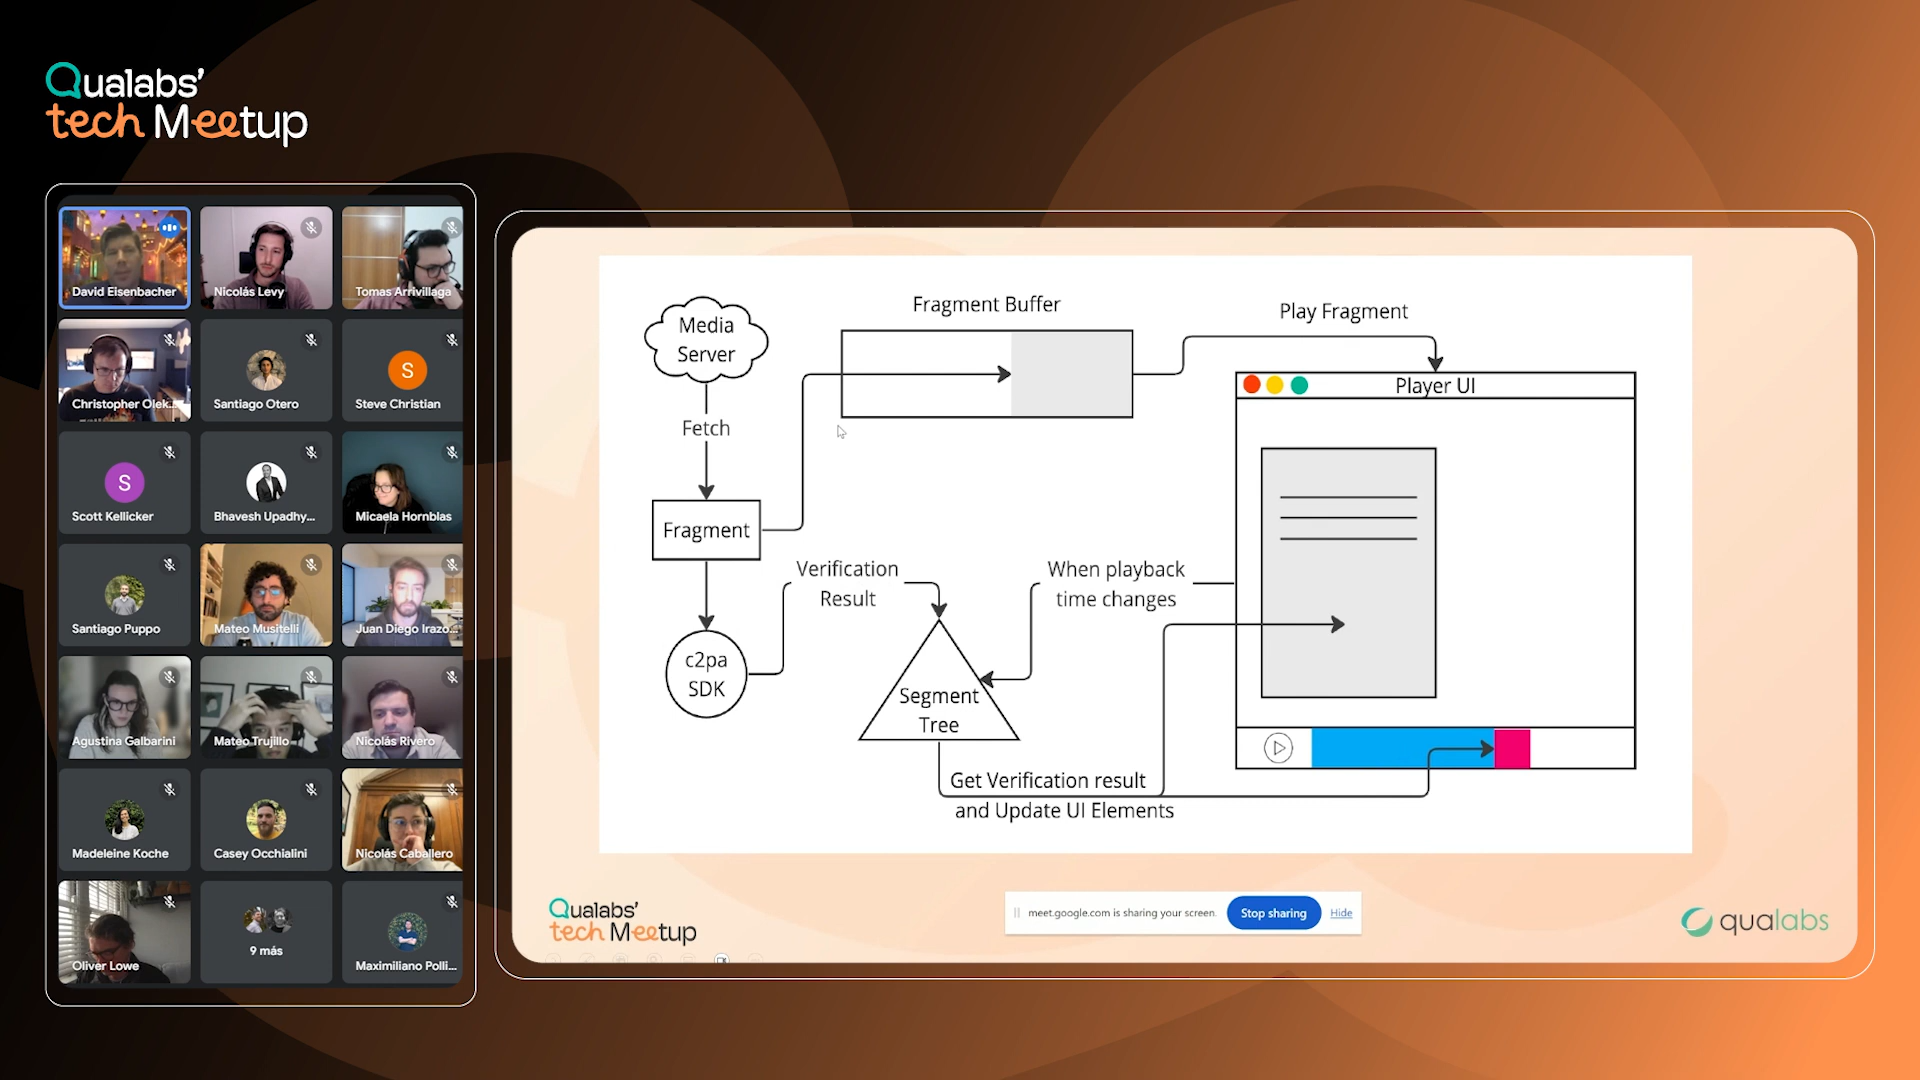 Qualabs'
tech Meetup
David Eisenbacher
Nicolás Levy
Tomas Arrivillaga
Christopher Olek...
Santiago Otero
S
Steve Christian
S
Scott Kellicker
Bhavesh Upadhy...
Micaela Hornblas
Santiago Puppo
Mateo Musitelli
Juan Diego Irazo...
Agustina Galbarini
Mateo Trujillo
Nicolás Rivero
Madeleine Koche
Casey Occhialini
Nicolás Caballero
Oliver Lowe
9 más
Maximiliano Polli...
Media
Server
Fetch
Fragment
c2pa
SDK
Fragment Buffer
Play Fragment
Player UI
Verification
Result
When playback
time changes
Segment
Tree
Get Verification result
and Update UI Elements
Qualabs'
tech Meetup
meet.google.com is sharing your screen.
Stop sharing
Hide
qualabs